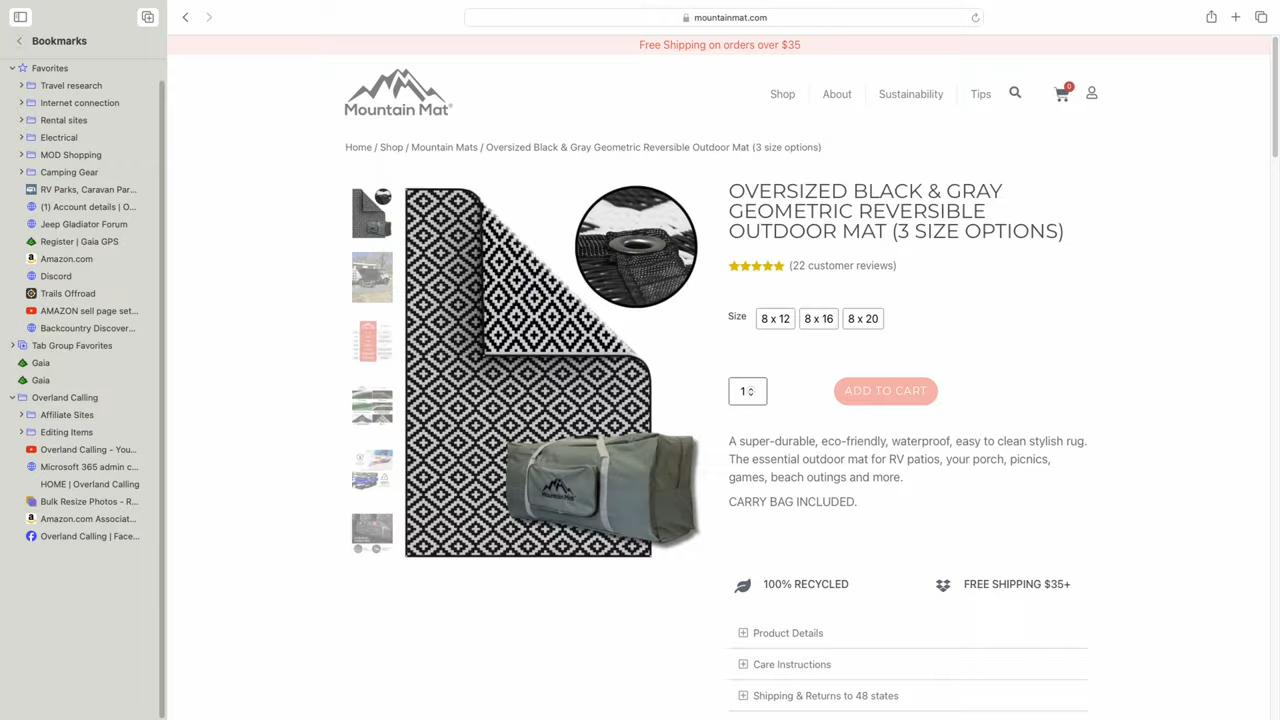 mountainmat.com
Bookmarks
Favorites
Travel research
Internet connection
Rental sites
Electrical
MOD Shopping
Camping Gear
RV Parks, Caravan Par...
(1) Account details | O...
Jeep Gladiator Forum
Register | Gaia GPS
Amazon.com
Discord
Trails Offroad
AMAZON sell page set...
Backcountry Discover...
Tab Group Favorites
Gaia
Gaia
Overland Calling
Affiliate Sites
Editing Items
Overland Calling - You...
Microsoft 365 admin c...
HOME | Overland Calling
Bulk Resize Photos - R...
Amazon.com Associat...
Overland Calling | Face...
Free Shipping on orders over $35
Mountain Mat®
Shop
About
Sustainability
Tips
0
Home / Shop / Mountain Mats / Oversized Black & Gray Geometric Reversible Outdoor Mat (3 size options)
OVERSIZED BLACK & GRAY
GEOMETRIC REVERSIBLE
OUTDOOR MAT (3 SIZE OPTIONS)
(22 customer reviews)
Size
8 x 12
8 x 16
8 x 20
1
ADD TO CART
A super-durable, eco-friendly, waterproof, easy to clean stylish rug.
The essential outdoor mat for RV patios, your porch, picnics,
games, beach outings and more.
CARRY BAG INCLUDED.
Mountain Mat
100% RECYCLED
FREE SHIPPING $35+
Product Details
Care Instructions
Shipping & Returns to 48 states